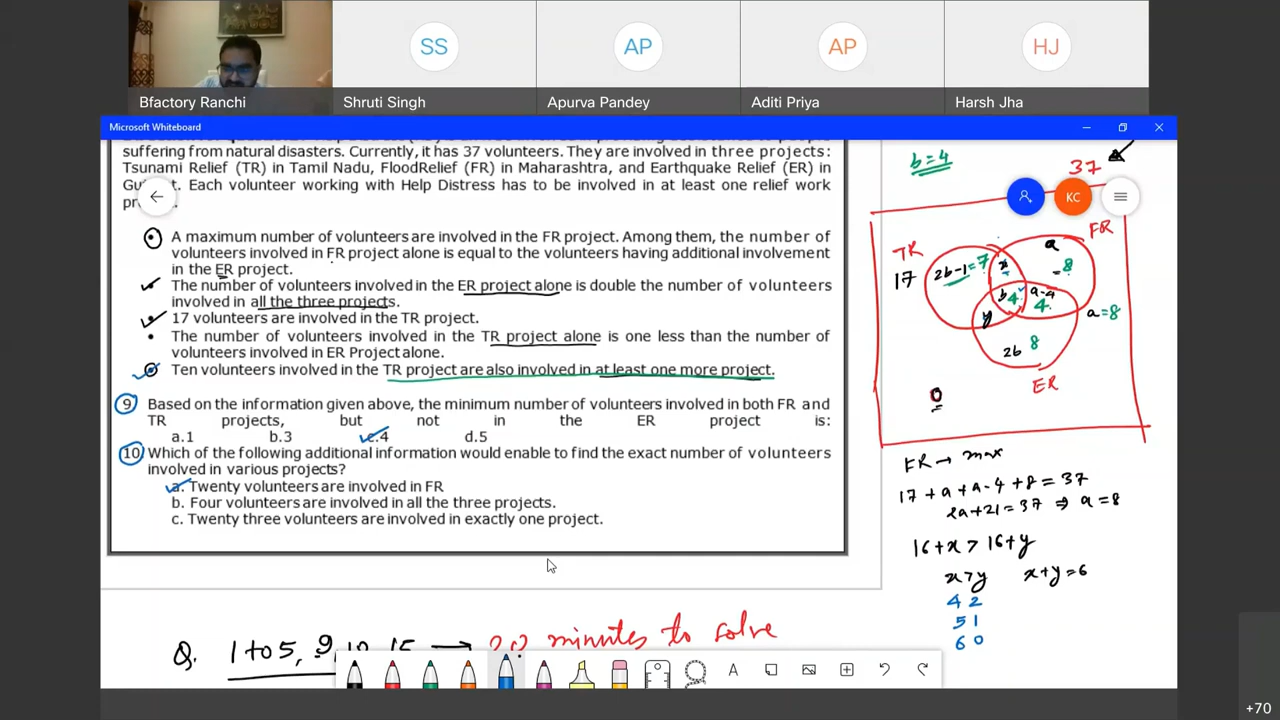 SS
AP
AP
HJ
Bfactory Ranchi
Shruti Singh
Apurva Pandey
Aditi Priya
Harsh Jha
Microsoft Whiteboard
suffering from natural disasters. Currently, it has 37 volunteers. They are involved in three projects:
Tsunami Relief (TR) in Tamil Nadu, FloodRelief (FR) in Maharashtra, and Earthquake Relief (ER) in
Each volunteer working with Help Distress has to be involved in at least one relief work
A maximum number of volunteers are involved in the FR project. Among them, the number of
volunteers involved in FR project alone is equal to the volunteers having additional involvement
in the ER project.
The number of volunteers involved in the ER project alone is double the number of volunteers
involved in all the three projects.
17 volunteers are involved in the TR project.
The number of volunteers involved in the TR project alone is one less than the number of
volunteers involved in ER Project alone.
Ten volunteers involved in the TR project are also involved in at least one more project.
9 Based on the information given above, the minimum number of volunteers involved in both FR and
TR projects, but not in the ER project is:
a.1 b.3 c.4 d.5
10 Which of the following additional information would enable to find the exact number of volunteers
involved in various projects?
a. Twenty volunteers are involved in FR
b. Four volunteers are involved in all the three projects.
c. Twenty three volunteers are involved in exactly one project.
Q. 1 to 5, 9, 10, 15 → 20 minutes to solve
b=4
37
KC
FR
TR
17
2b-1=7
x
a
=8
b 4
a-4
4
y
a=8
2b 8
ER
0
FR → max
17 + a + a-4 + 8 = 37
2a+21=37 ⇒ a=8
16+x > 16+y
x>y x+y=6
4 2
5 1
6 0
A
+70